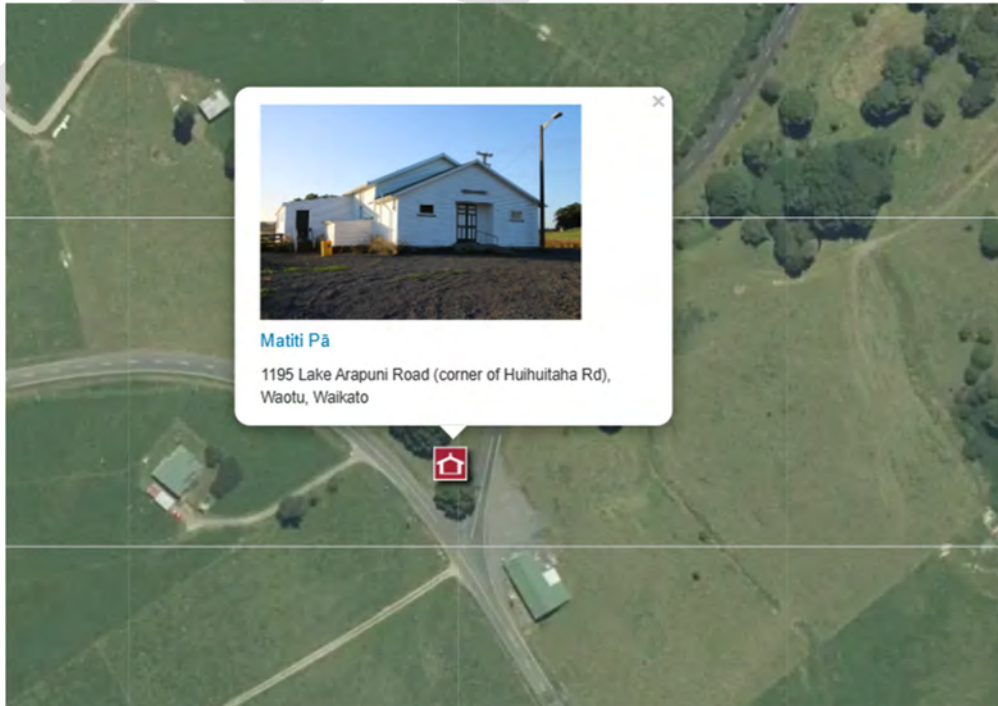 Matiti Pā
1195 Lake Arapuni Road (corner of Huihuitaha Rd),
Waotu, Waikato